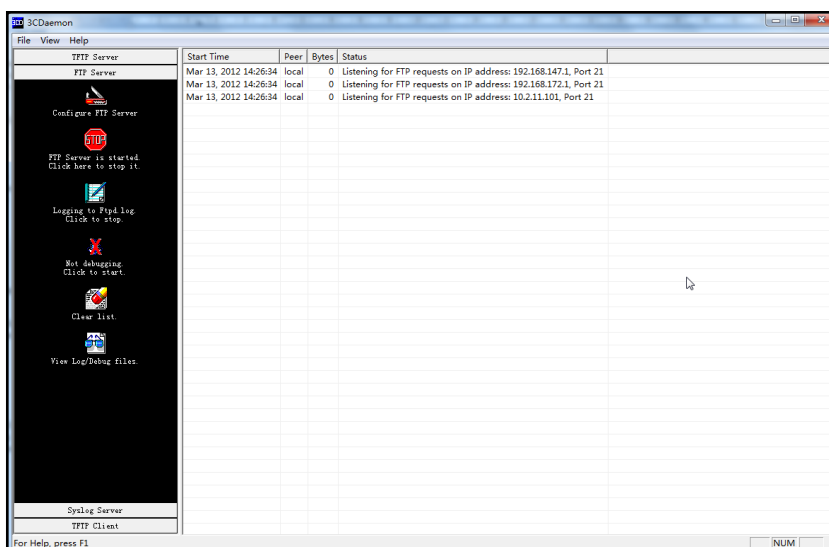 3CD 3CDaemon
File View Help
TFTP Server
FTP Server
Configure FTP Server
STOP
FTP Server is started.
Click here to stop it.
Logging to Ftpd.log.
Click to stop.
Not debugging.
Click to start.
Clear list.
View Log/Debug files.
Syslog Server
TFTP Client
Start Time Peer Bytes Status
Mar 13, 2012 14:26:34 local 0 Listening for FTP requests on IP address: 192.168.147.1, Port 21
Mar 13, 2012 14:26:34 local 0 Listening for FTP requests on IP address: 192.168.172.1, Port 21
Mar 13, 2012 14:26:34 local 0 Listening for FTP requests on IP address: 10.2.11.101, Port 21
For Help, press F1
NUM